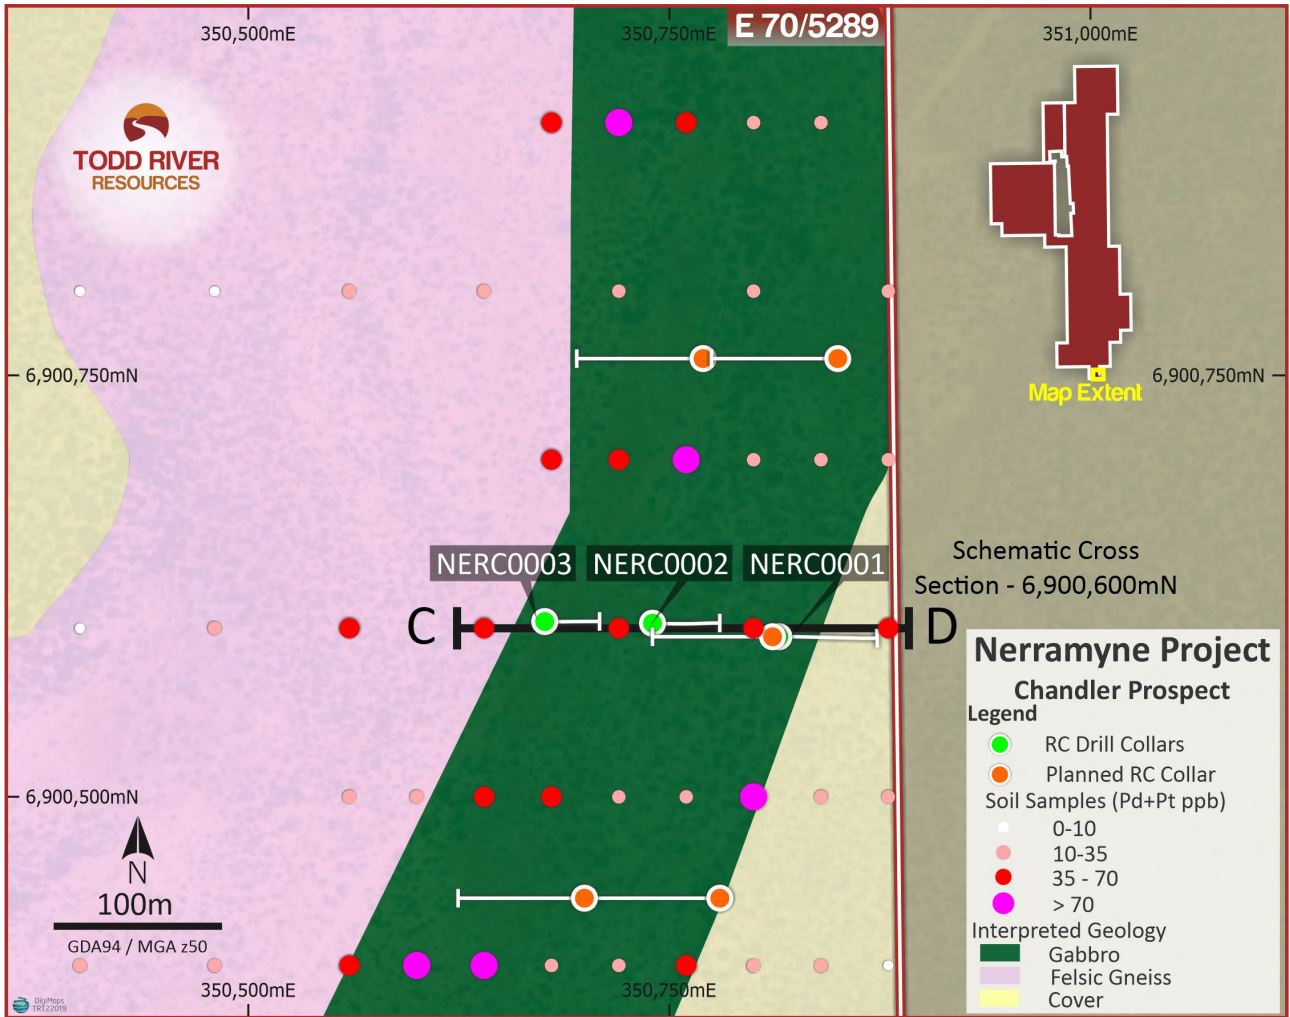 350,500mE
350,750mE
E 70/5289
351,000mE
TODD RIVER
RESOURCES
6,900,750mN
6,900,750mN
Map Extent
NERC0003
NERC0002
NERC0001
Schematic Cross
Section - 6,900,600mN
C
D
Nerramyne Project
Chandler Prospect
Legend
RC Drill Collars
Planned RC Collar
Soil Samples (Pd+Pt ppb)
0-10
10-35
35 - 70
> 70
Interpreted Geology
Gabbro
Felsic Gneiss
Cover
6,900,500mN
N
100m
GDA94 / MGA z50
350,500mE
350,750mE
DigiMaps
TRT22019